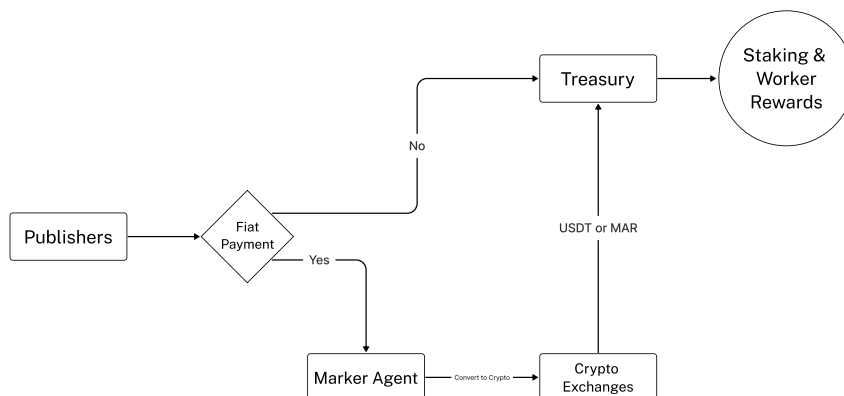 Staking &
Worker
Rewards
Treasury
No
Fiat
Payment
Publishers
USDT or MAR
Yes
Marker Agent
Convert to Crypto
Crypto
Exchanges